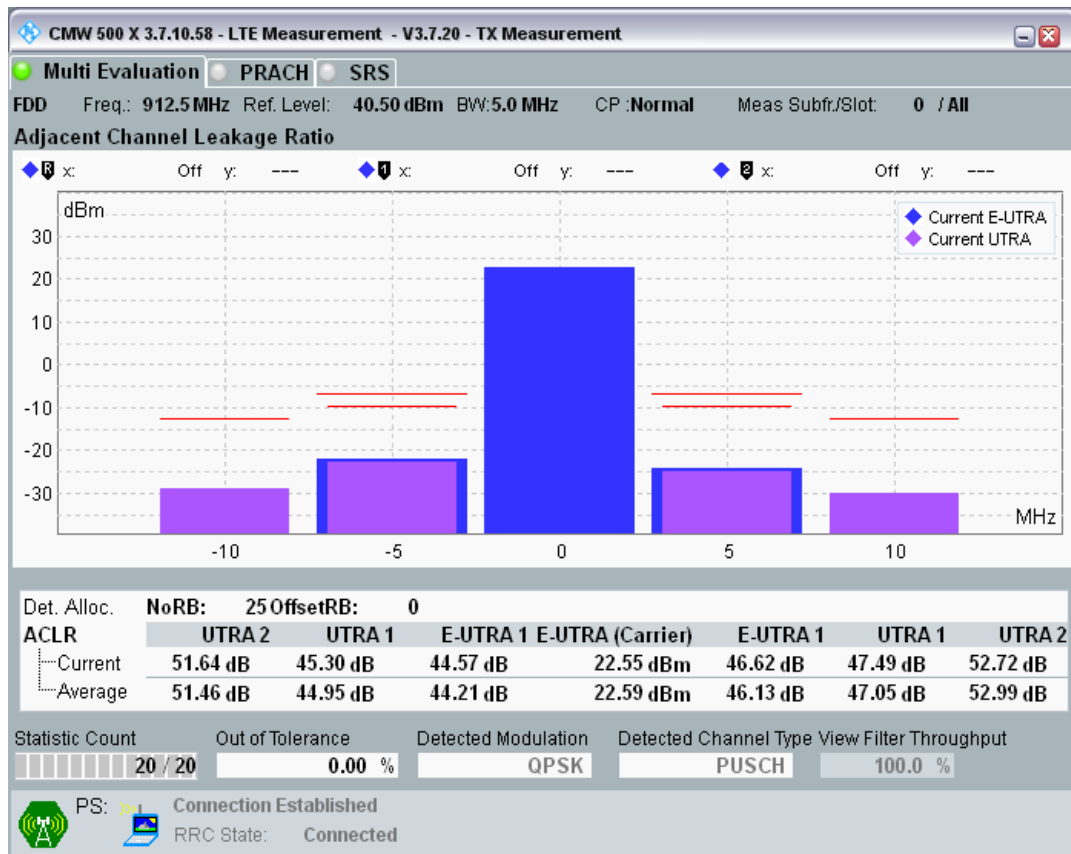 CMW 500 X 3.7.10.58 - LTE Measurement - V3.7.20 - TX Measurement
Multi Evaluation PRACH SRS
FDD Freq.: 912.5 MHz Ref. Level: 40.50 dBm BW:5.0 MHz CP :Normal Meas Subfr./Slot: 0 / All
Adjacent Channel Leakage Ratio
R x: Off y: --- 1 x: Off y: --- 2 x: Off y: ---
dBm
Current E-UTRA
Current UTRA
30
20
10
0
-10
-20
-30
MHz
-10 -5 0 5 10
Det. Alloc. NoRB: 25 OffsetRB: 0
ACLR UTRA 2 UTRA 1 E-UTRA 1 E-UTRA (Carrier) E-UTRA 1 UTRA 1 UTRA 2
Current 51.64 dB 45.30 dB 44.57 dB 22.55 dBm 46.62 dB 47.49 dB 52.72 dB
Average 51.46 dB 44.95 dB 44.21 dB 22.59 dBm 46.13 dB 47.05 dB 52.99 dB
Statistic Count Out of Tolerance Detected Modulation Detected Channel Type View Filter Throughput
20 / 20 0.00 % QPSK PUSCH 100.0 %
PS: Connection Established
RRC State: Connected